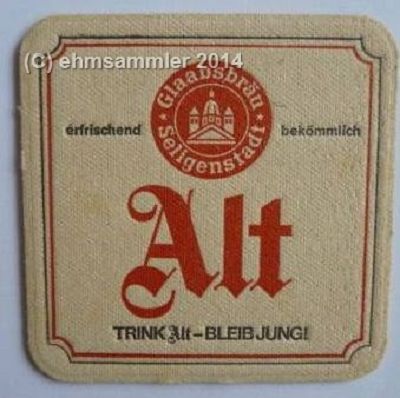 (C) ehmsammler 2014
Glaabsbräu
Seligenstadt
erfrischend
bekömmlich
Alt
TRINK Alt-BLEIB JUNG!